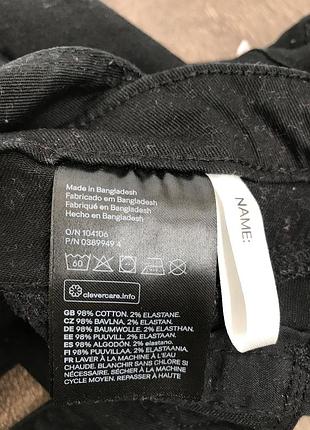 Made in Bangladesh
Fabricado em Bangladesh
Fabriqué en Bangladesh
Hecho en Bangladesh
O/N 104106
P/N 0389949 4
60
clevercare.info
GB 98% COTTON. 2% ELASTANE.
CZ 98% BAVLNA, 2% ELASTAN.
DE 98% BAUMWOLLE. 2% ELASTHAN.
EE 98% PUUVILL. 2% ELASTAAN.
ES 98% ALGODÓN. 2% elastano.
FI 98% PUUVILLAA. 2% ELASTAANIA.
FR LAVER À LA MACHINE À L'EAU
CHAUDE. BLANCHIR SANS CHLORE SI
NÉCESSAIRE. SÉCHER MACHINE
CYCLE MOYEN. REPASSER À FER
CHAUD.
NAME: